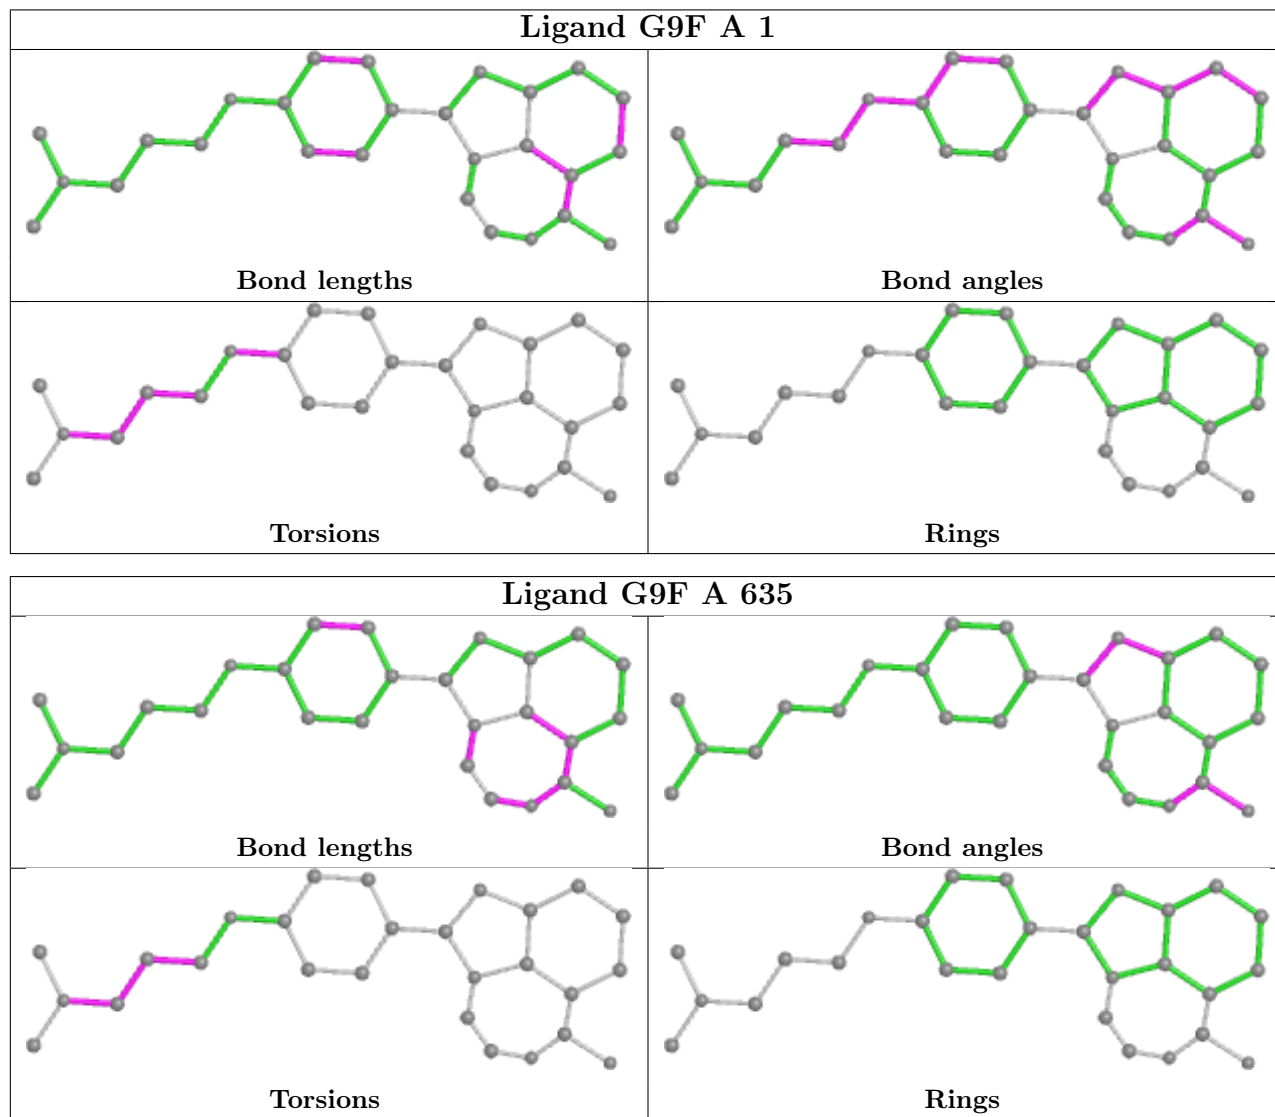 Ligand G9F A 1
Bond lengths
Bond angles
Torsions
Rings
Ligand G9F A 635
Bond lengths
Bond angles
Torsions
Rings